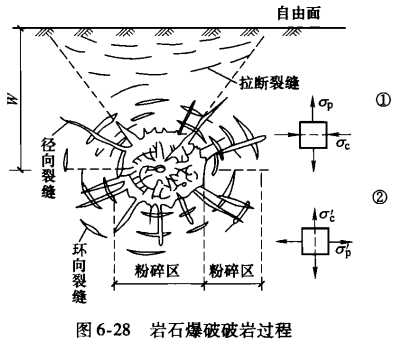 自由面
W
拉断裂缝
径向裂缝
环向裂缝
粉碎区
粉碎区
σp
σc
①
②
σ′c
σ′p
图6-28 岩石爆破破岩过程